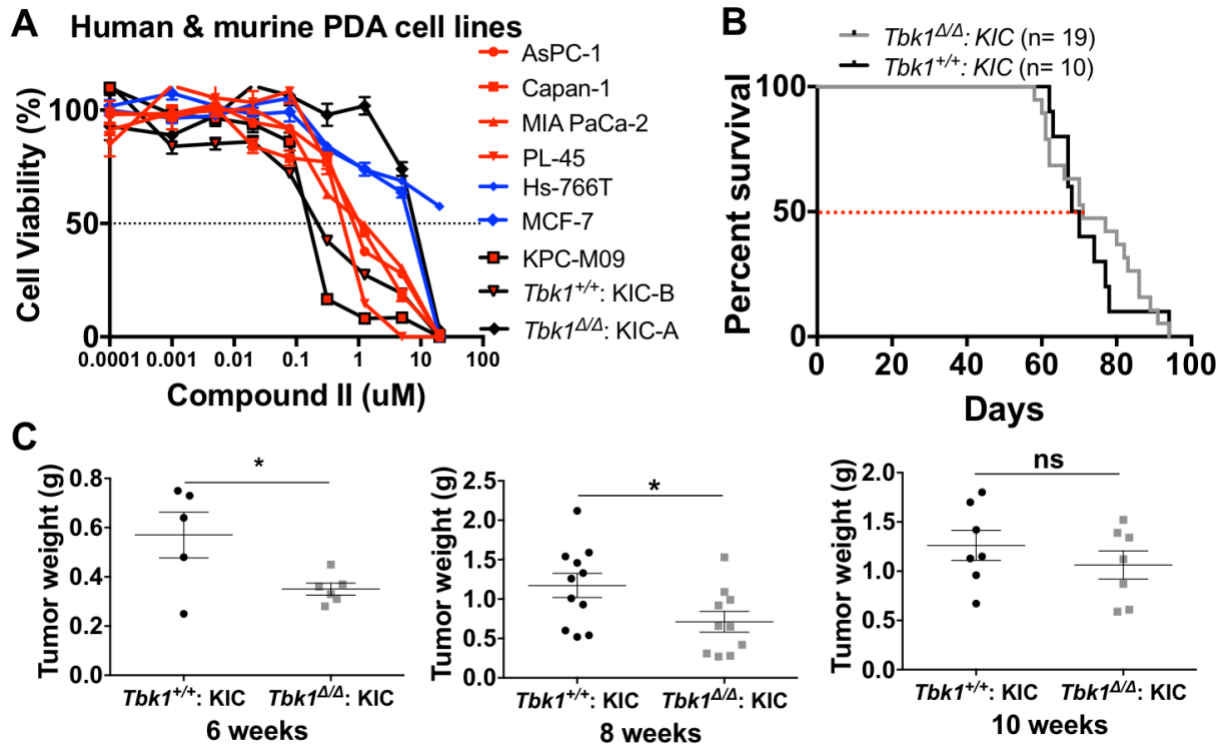 A Human & murine PDA cell lines
Cell Viability (%)
100
50
0
0.0001 0.001 0.01 0.1 1 10 100
Compound II (uM)
AsPC-1
Capan-1
MIA PaCa-2
PL-45
Hs-766T
MCF-7
KPC-M09
Tbk1+/+: KIC-B
Tbk1Δ/Δ: KIC-A
B
Tbk1Δ/Δ: KIC (n= 19)
Tbk1+/+: KIC (n= 10)
Percent survival
100
50
0
0 20 40 60 80 100
Days
C
Tumor weight (g)
0.8
0.6
0.4
0.2
0.0
*
Tbk1+/+: KIC Tbk1Δ/Δ: KIC
6 weeks
Tumor weight (g)
2.5
2.0
1.5
1.0
0.5
0.0
*
Tbk1+/+: KIC Tbk1Δ/Δ: KIC
8 weeks
Tumor weight (g)
2.0
1.5
1.0
0.5
0.0
ns
Tbk1+/+: KIC Tbk1Δ/Δ: KIC
10 weeks